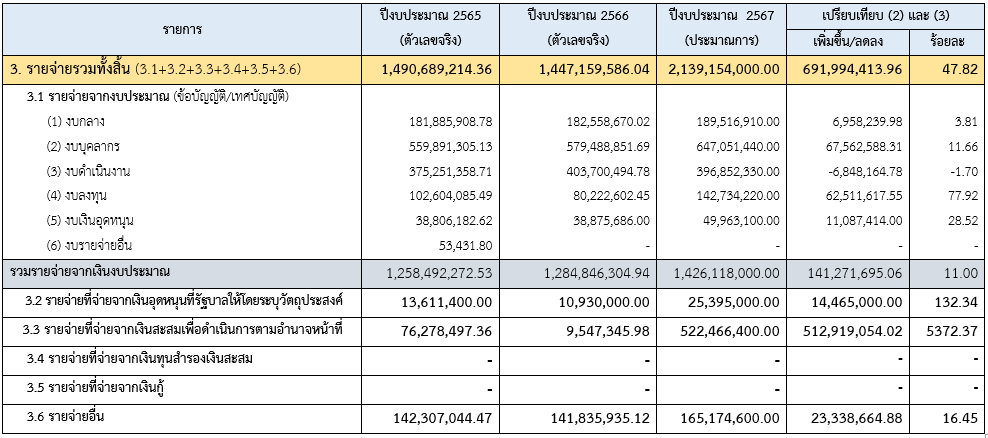 รายการ ปีงบประมาณ 2565 (ตัวเลขจริง) ปีงบประมาณ 2566 (ตัวเลขจริง) ปีงบประมาณ 2567 (ประมาณการ) เปรียบเทียบ (2) และ (3)
เพิ่มขึ้น/ลดลง ร้อยละ
3. รายจ่ายรวมทั้งสิ้น (3.1+3.2+3.3+3.4+3.5+3.6) 1,490,689,214.36 1,447,159,586.04 2,139,154,000.00 691,994,413.96 47.82
3.1 รายจ่ายจากงบประมาณ (ข้อบัญญัติ/เทศบัญญัติ)
(1) งบกลาง 181,885,908.78 182,558,670.02 189,516,910.00 6,958,239.98 3.81
(2) งบบุคลากร 559,891,305.13 579,488,851.69 647,051,440.00 67,562,588.31 11.66
(3) งบดำเนินงาน 375,251,358.71 403,700,494.78 396,852,330.00 -6,848,164.78 -1.70
(4) งบลงทุน 102,604,085.49 80,222,602.45 142,734,220.00 62,511,617.55 77.92
(5) งบเงินอุดหนุน 38,806,182.62 38,875,686.00 49,963,100.00 11,087,414.00 28.52
(6) งบรายจ่ายอื่น 53,431.80 - - - -
รวมรายจ่ายจากเงินงบประมาณ 1,258,492,272.53 1,284,846,304.94 1,426,118,000.00 141,271,695.06 11.00
3.2 รายจ่ายที่จ่ายจากเงินอุดหนุนที่รัฐบาลให้โดยระบุวัตถุประสงค์ 13,611,400.00 10,930,000.00 25,395,000.00 14,465,000.00 132.34
3.3 รายจ่ายที่จ่ายจากเงินสะสมเพื่อดำเนินการตามอำนาจหน้าที่ 76,278,497.36 9,547,345.98 522,466,400.00 512,919,054.02 5372.37
3.4 รายจ่ายที่จ่ายจากเงินทุนสำรองเงินสะสม - - - - -
3.5 รายจ่ายที่จ่ายจากเงินกู้ - - - - -
3.6 รายจ่ายอื่น 142,307,044.47 141,835,935.12 165,174,600.00 23,338,664.88 16.45